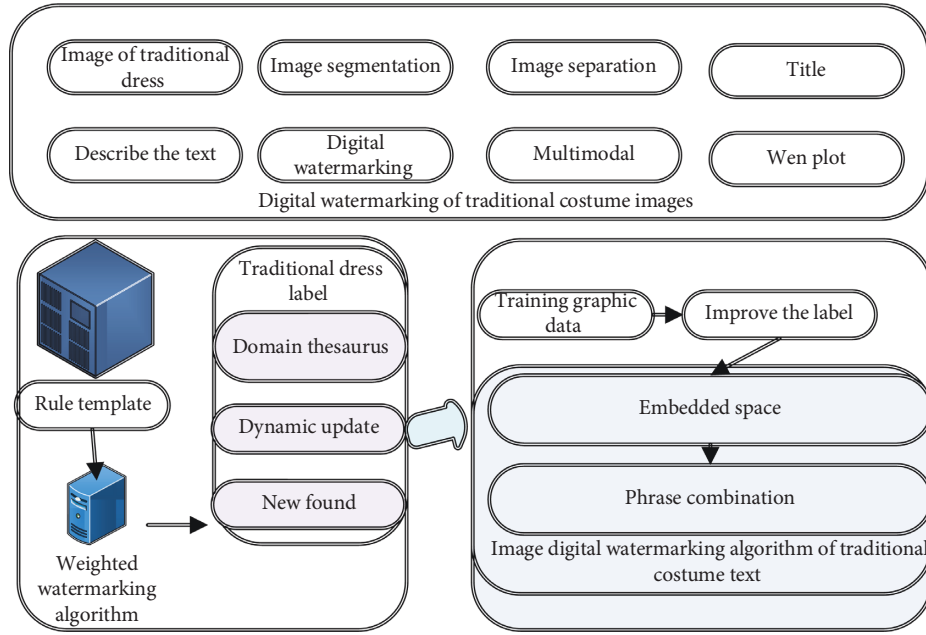 Image of traditional
dress
Image segmentation
Image separation
Title
Describe the text
Digital
watermarking
Multimodal
Wen plot
Digital watermarking of traditional costume images
Traditional dress
label
Domain thesaurus
Rule template
Dynamic update
New found
Weighted
watermarking
algorithm
Training graphic
data
Improve the label
Embedded space
Phrase combination
Image digital watermarking algorithm of traditional
costume text